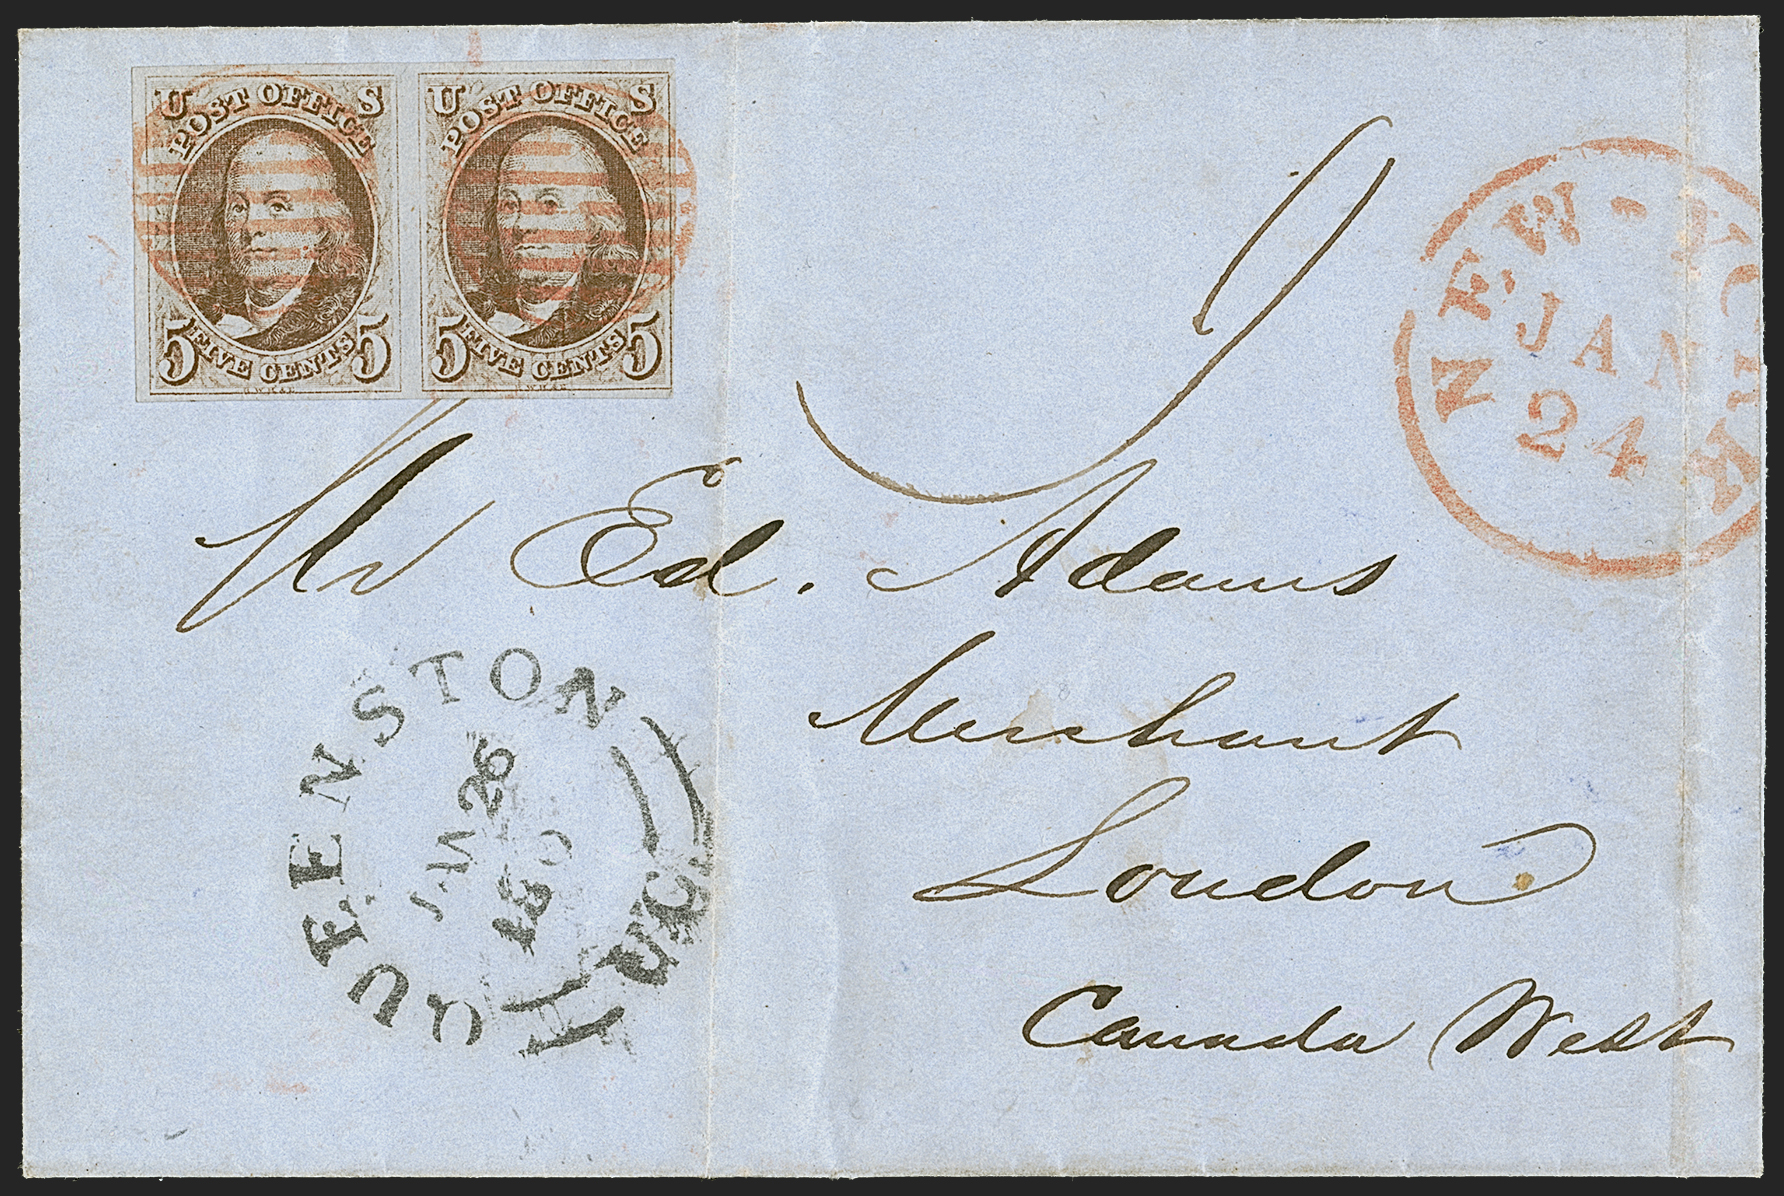 U S U S
POST OFFICE POST OFFICE
5 FIVE CENTS 5 5 FIVE CENTS 5
NEW-YORK
JAN
24
Mr Ed. Adams
Merchant
London
Canada West
QUEENSTON
JA 26
U.C.